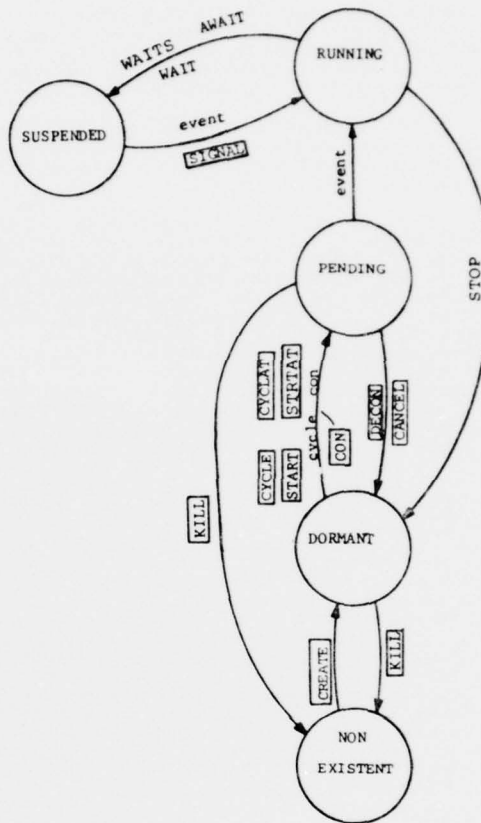 WAITS AWAIT
WAIT
RUNNING
SUSPENDED
event
SIGNAL
event
STOP
PENDING
CYCLAT
STRTAT
cycle con
CON
DECON
CANCEL
CYCLE
START
KILL
DORMANT
CREATE
KILL
NON
EXISTENT